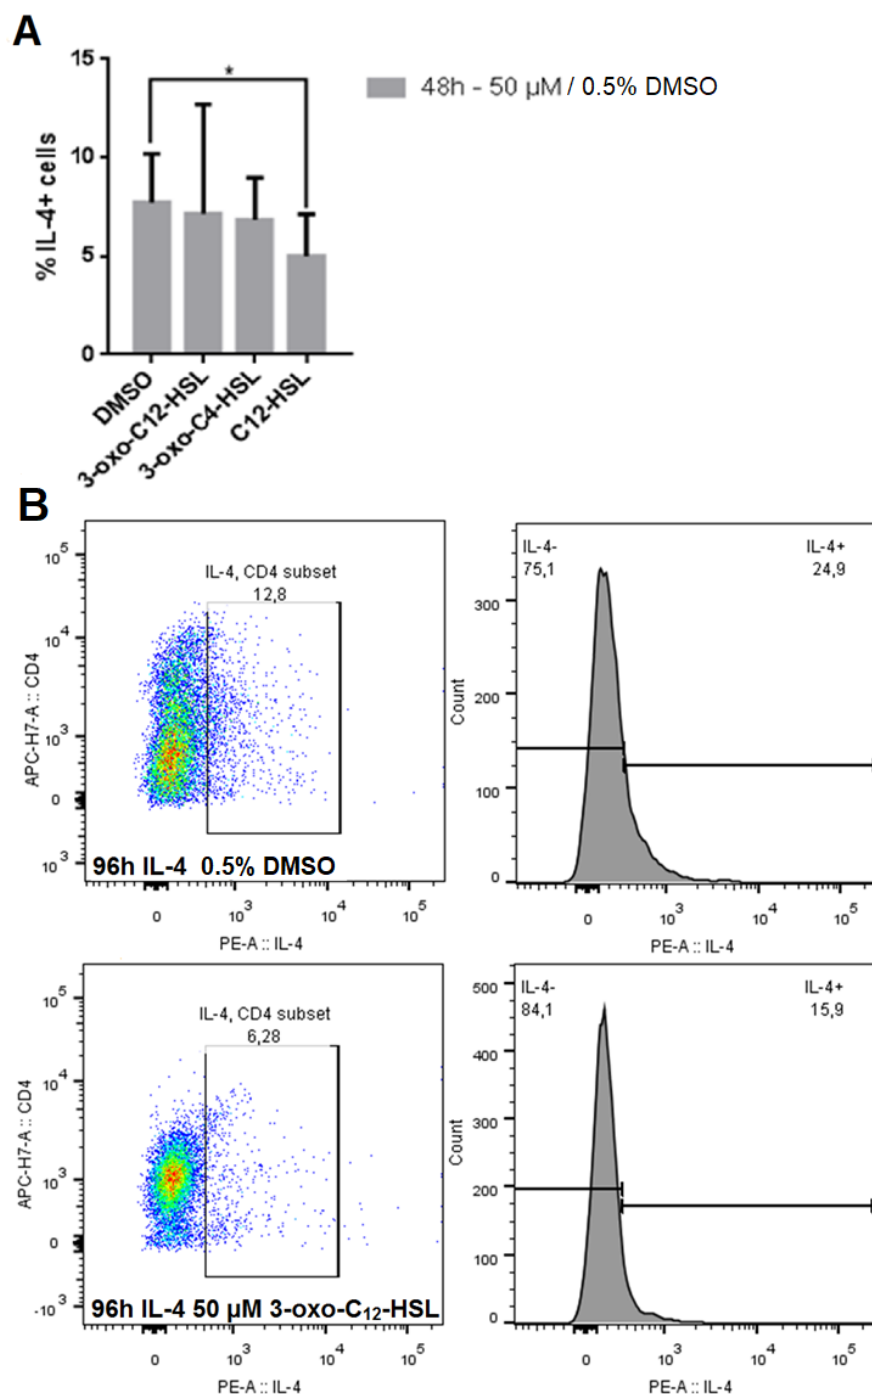 A
15
10
5
0
% IL-4+ cells
*
48h - 50 µM / 0.5% DMSO
DMSO
3-oxo-C12-HSL
3-oxo-C4-HSL
C12-HSL
B
IL-4, CD4 subset
12,8
10^5
10^4
10^3
0
10^3
APC-H7-A :: CD4
96h IL-4 0.5% DMSO
0 10^3 10^4 10^5
PE-A :: IL-4
IL-4- IL-4+
75,1 24,9
300
200
100
0
Count
0 10^3 10^4 10^5
PE-A :: IL-4
IL-4, CD4 subset
6,28
10^5
10^4
10^3
0
-10^3
APC-H7-A :: CD4
96h IL-4 50 µM 3-oxo-C₁₂-HSL
0 10^3 10^4 10^5
PE-A :: IL-4
IL-4- IL-4+
84,1 15,9
500
400
300
200
100
0
Count
0 10^3 10^4 10^5
PE-A :: IL-4